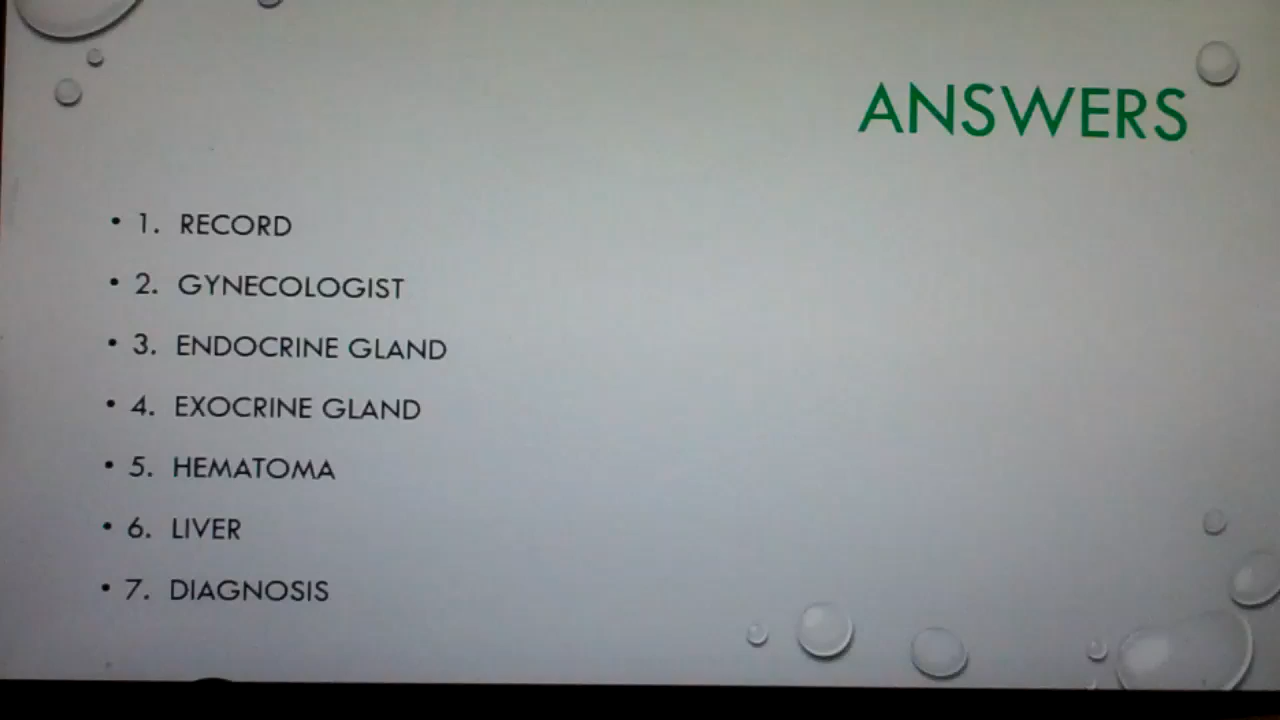 ANSWERS
• 1. RECORD
• 2. GYNECOLOGIST
• 3. ENDOCRINE GLAND
• 4. EXOCRINE GLAND
• 5. HEMATOMA
• 6. LIVER
• 7. DIAGNOSIS